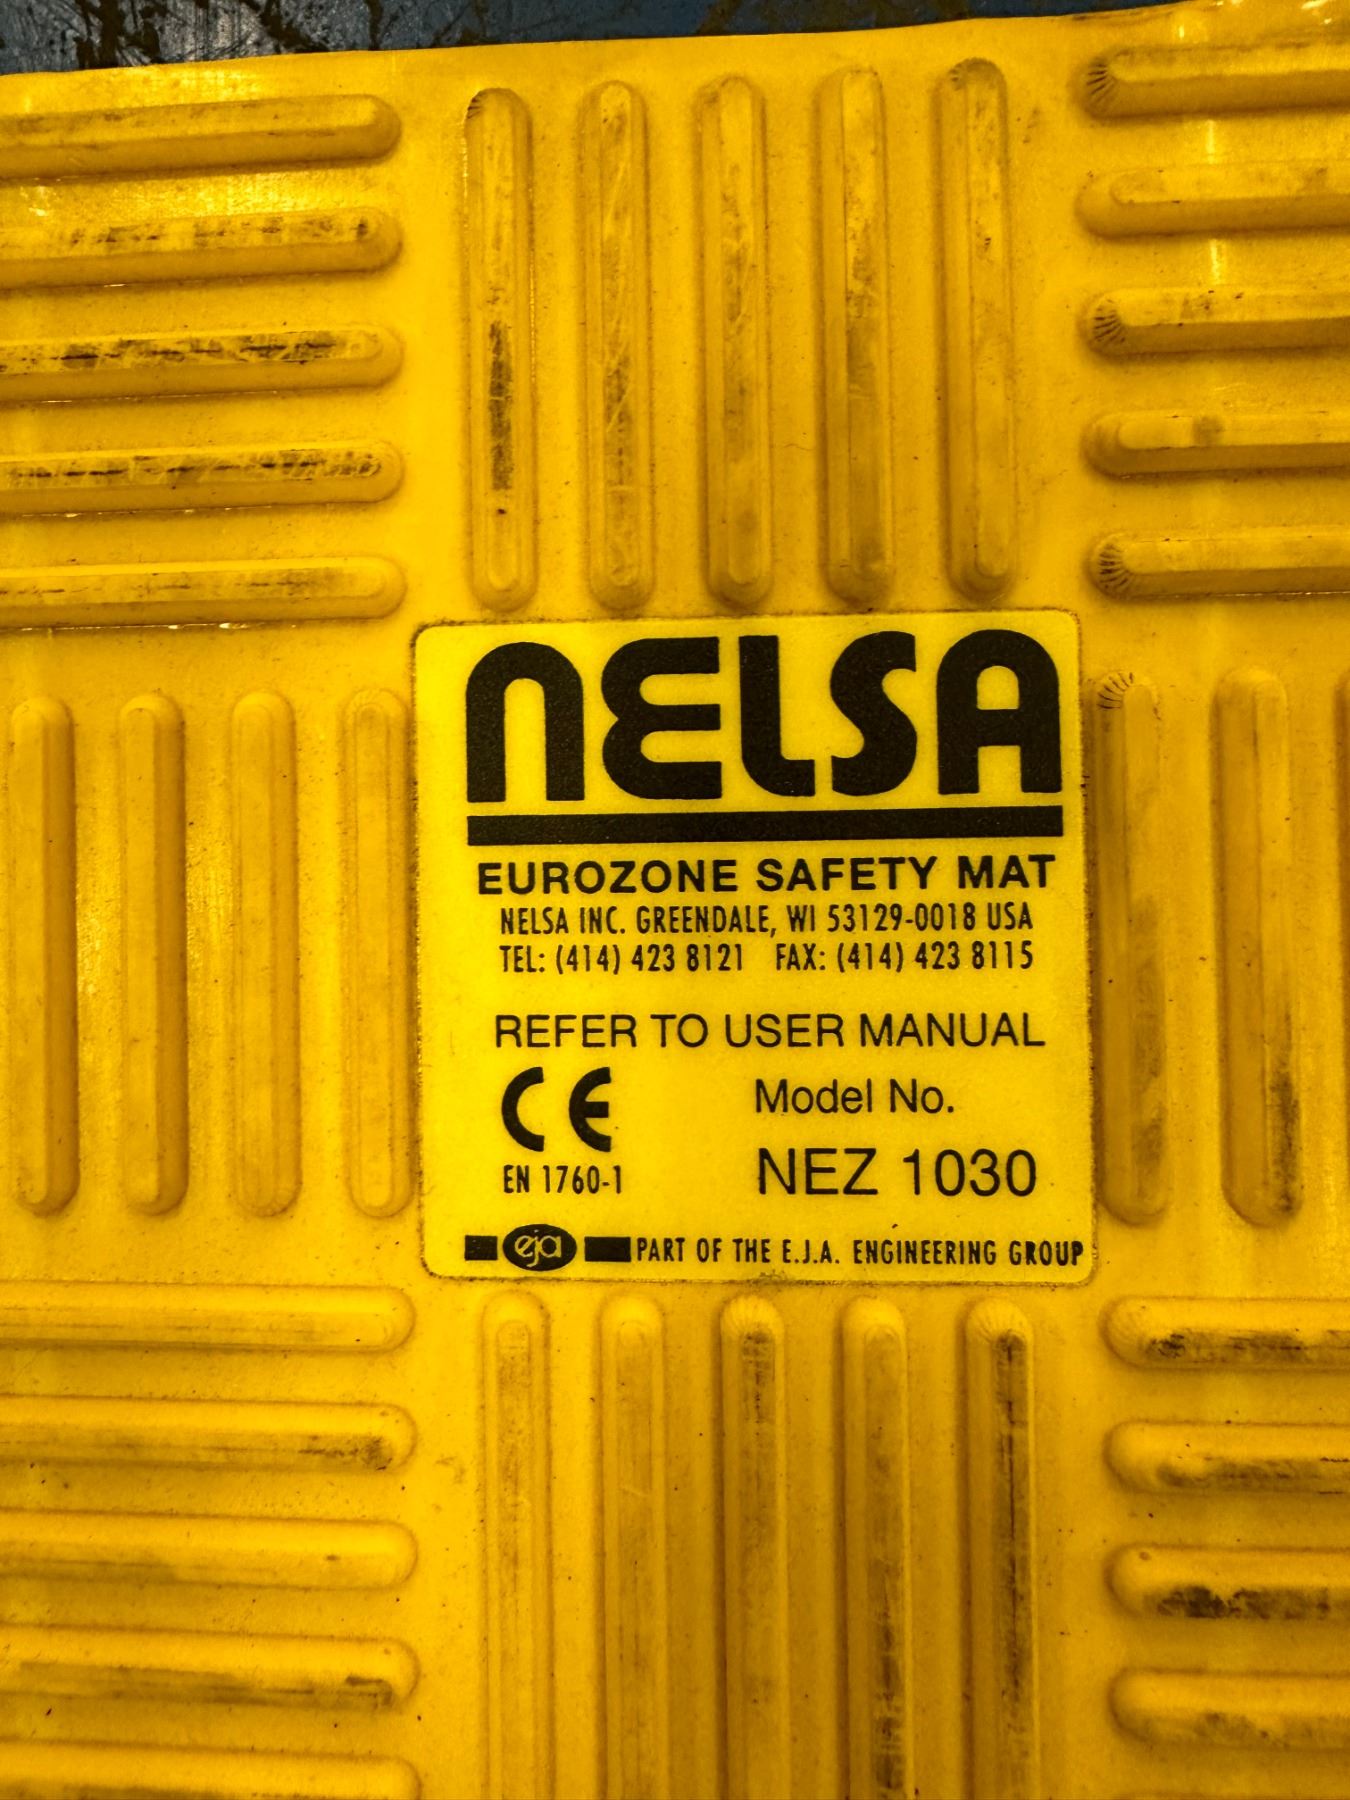 NELSA
EUROZONE SAFETY MAT
NELSA INC. GREENDALE, WI 53129-0018 USA
TEL: (414) 423 8121 FAX: (414) 423 8115
REFER TO USER MANUAL
CE Model No.
EN 1760-1 NEZ 1030
eja PART OF THE E.J.A. ENGINEERING GROUP